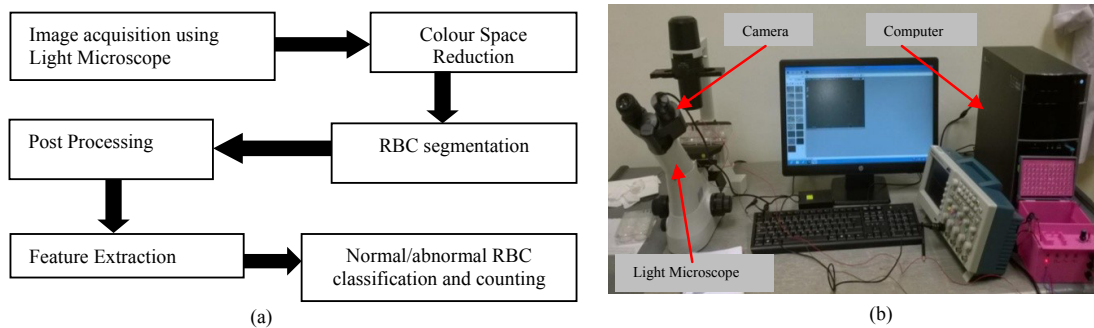 Image acquisition using
Light Microscope
Colour Space
Reduction
Post Processing
RBC segmentation
Feature Extraction
Normal/abnormal RBC
classification and counting
(a)
Camera
Computer
Light Microscope
(b)